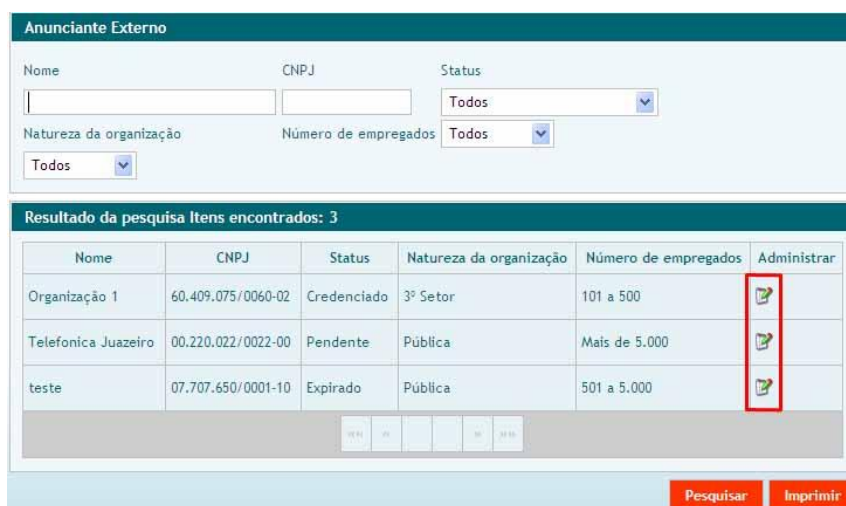 Anunciante Externo
Nome CNPJ Status
Todos
Natureza da organização Número de empregados Todos
Todos
Resultado da pesquisa Itens encontrados: 3
Nome CNPJ Status Natureza da organização Número de empregados Administrar
Organização 1 60.409.075/0060-02 Credenciado 3º Setor 101 a 500
Telefonica Juazeiro 00.220.022/0022-00 Pendente Pública Mais de 5.000
teste 07.707.650/0001-10 Expirado Pública 501 a 5.000
Pesquisar Imprimir